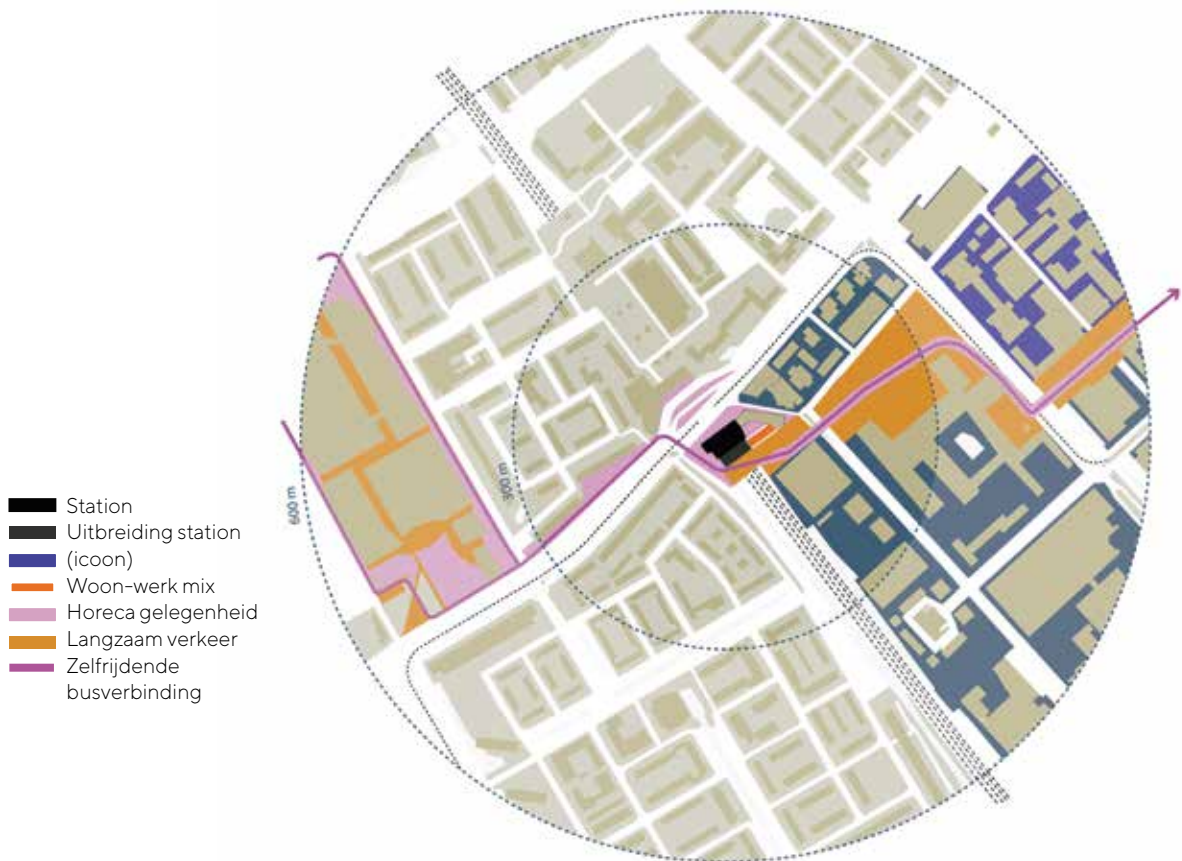 600 m
300 m
Station
Uitbreiding station
(icoon)
Woon-werk mix
Horeca gelegenheid
Langzaam verkeer
Zelfrijdende
busverbinding